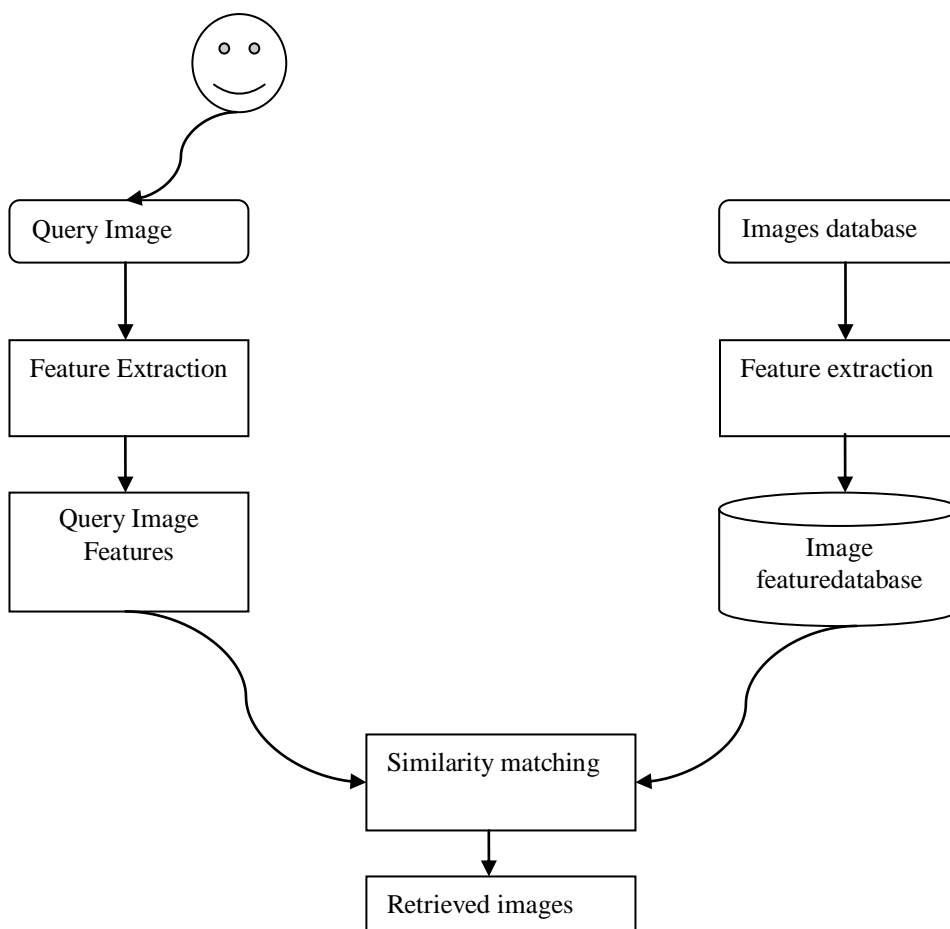 Query Image
Images database
Feature Extraction
Feature extraction
Query Image
Features
Image
featuredatabase
Similarity matching
Retrieved images